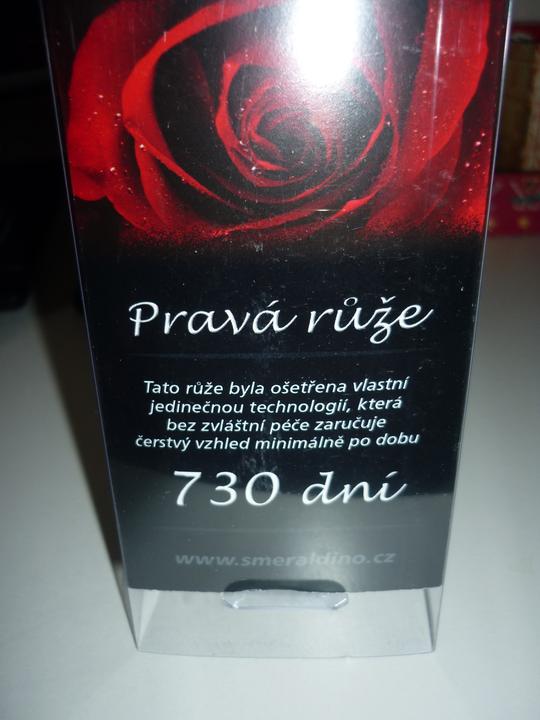 Pravá růže
Tato růže byla ošetřena vlastní
jedinečnou technologií, která
bez zvláštní péče zaručuje
čerstvý vzhled minimálně po dobu
730 dní
www.smeraldino.cz